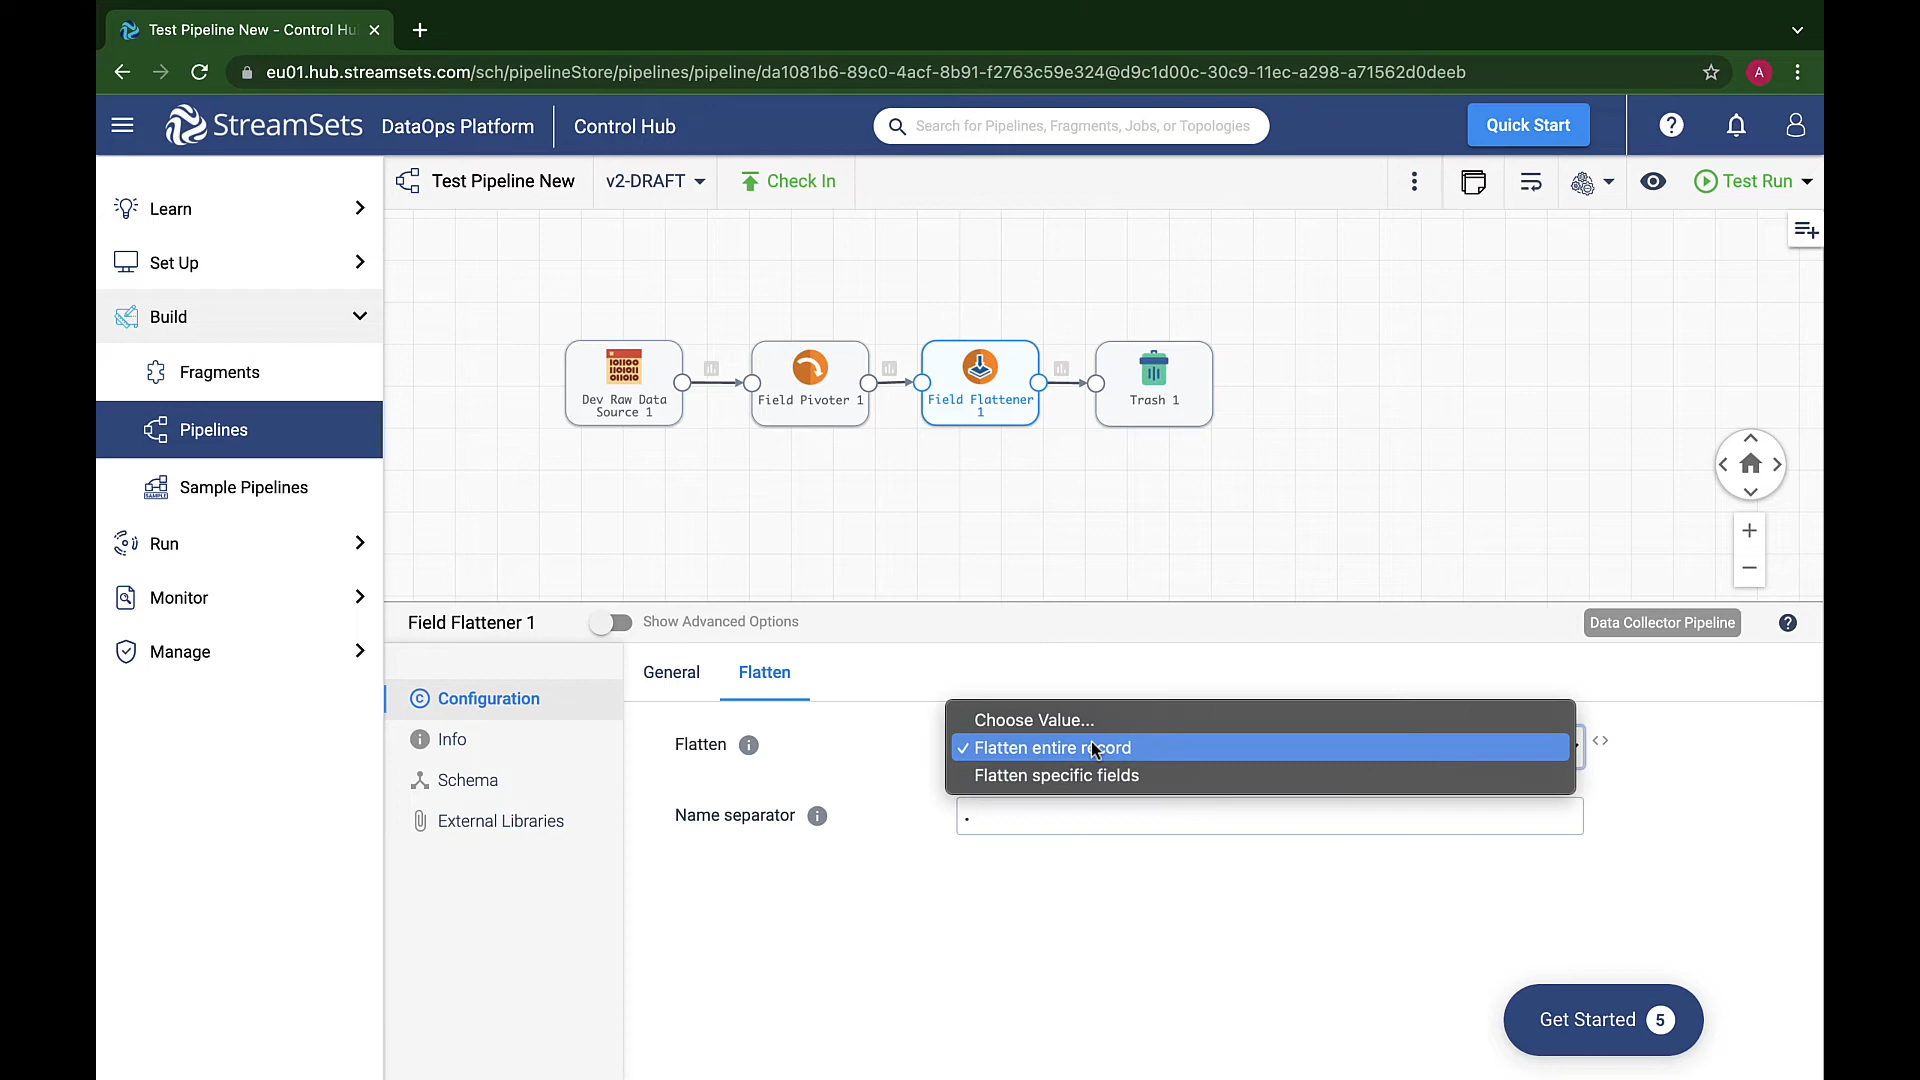 Test Pipeline New - Control Hu
eu01.hub.streamsets.com/sch/pipelineStore/pipelines/pipeline/da1081b6-89c0-4acf-8b91-f2763c59e324@d9c1d00c-30c9-11ec-a298-a71562d0deeb
A
StreamSets DataOps Platform Control Hub
Search for Pipelines, Fragments, Jobs, or Topologies
Quick Start
Test Pipeline New
v2-DRAFT
Check In
Test Run
Learn
Set Up
Build
Fragments
Pipelines
SAMPLE
Sample Pipelines
Run
Monitor
Manage
Dev Raw Data
Source 1
Field Pivoter 1
Field Flattener
1
Trash 1
Field Flattener 1
Show Advanced Options
Data Collector Pipeline
Configuration
Info
Schema
External Libraries
General
Flatten
Flatten
Choose Value...
✓ Flatten entire record
Flatten specific fields
Name separator
.
Get Started 5